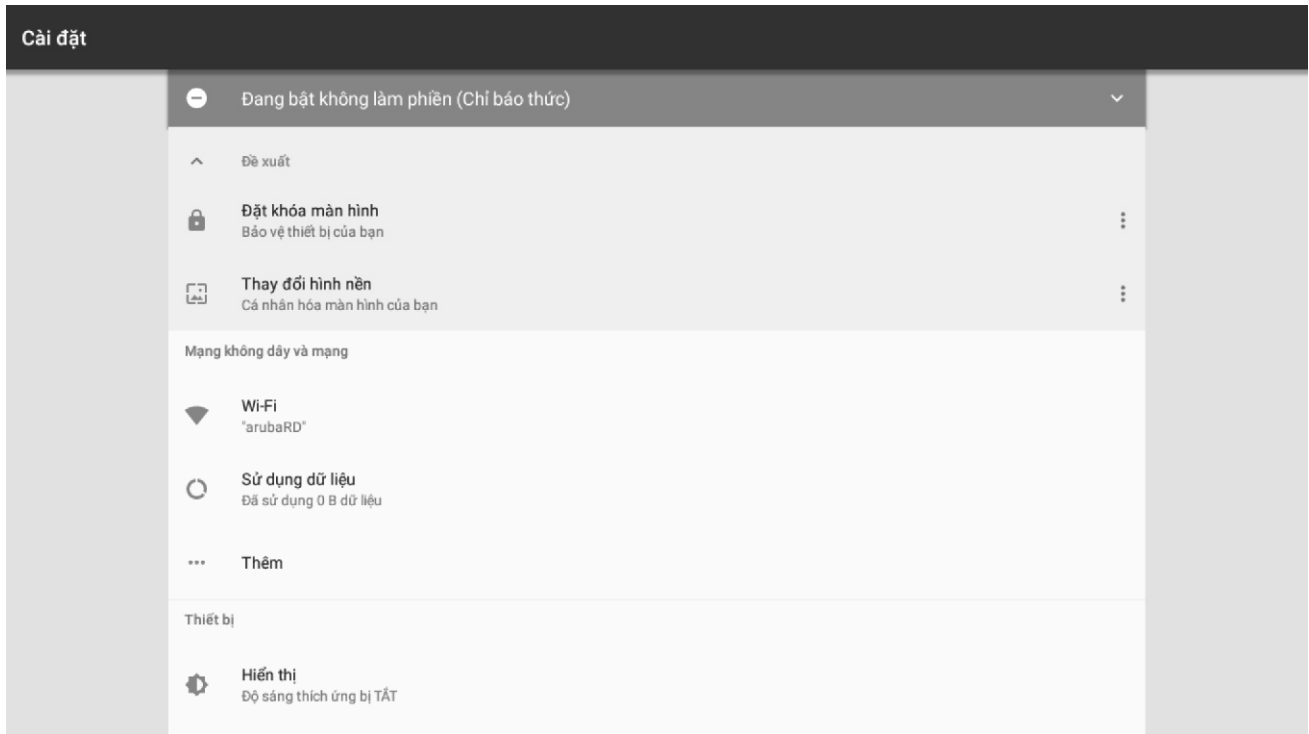 Cài đặt
Đang bật không làm phiền (Chỉ báo thức)
Đề xuất
Đặt khóa màn hình
Bảo vệ thiết bị của bạn
Thay đổi hình nền
Cá nhân hóa màn hình của bạn
Mạng không dây và mạng
Wi-Fi
"arubaRD"
Sử dụng dữ liệu
Đã sử dụng 0 B dữ liệu
Thêm
Thiết bị
Hiển thị
Độ sáng thích ứng bị TẮT